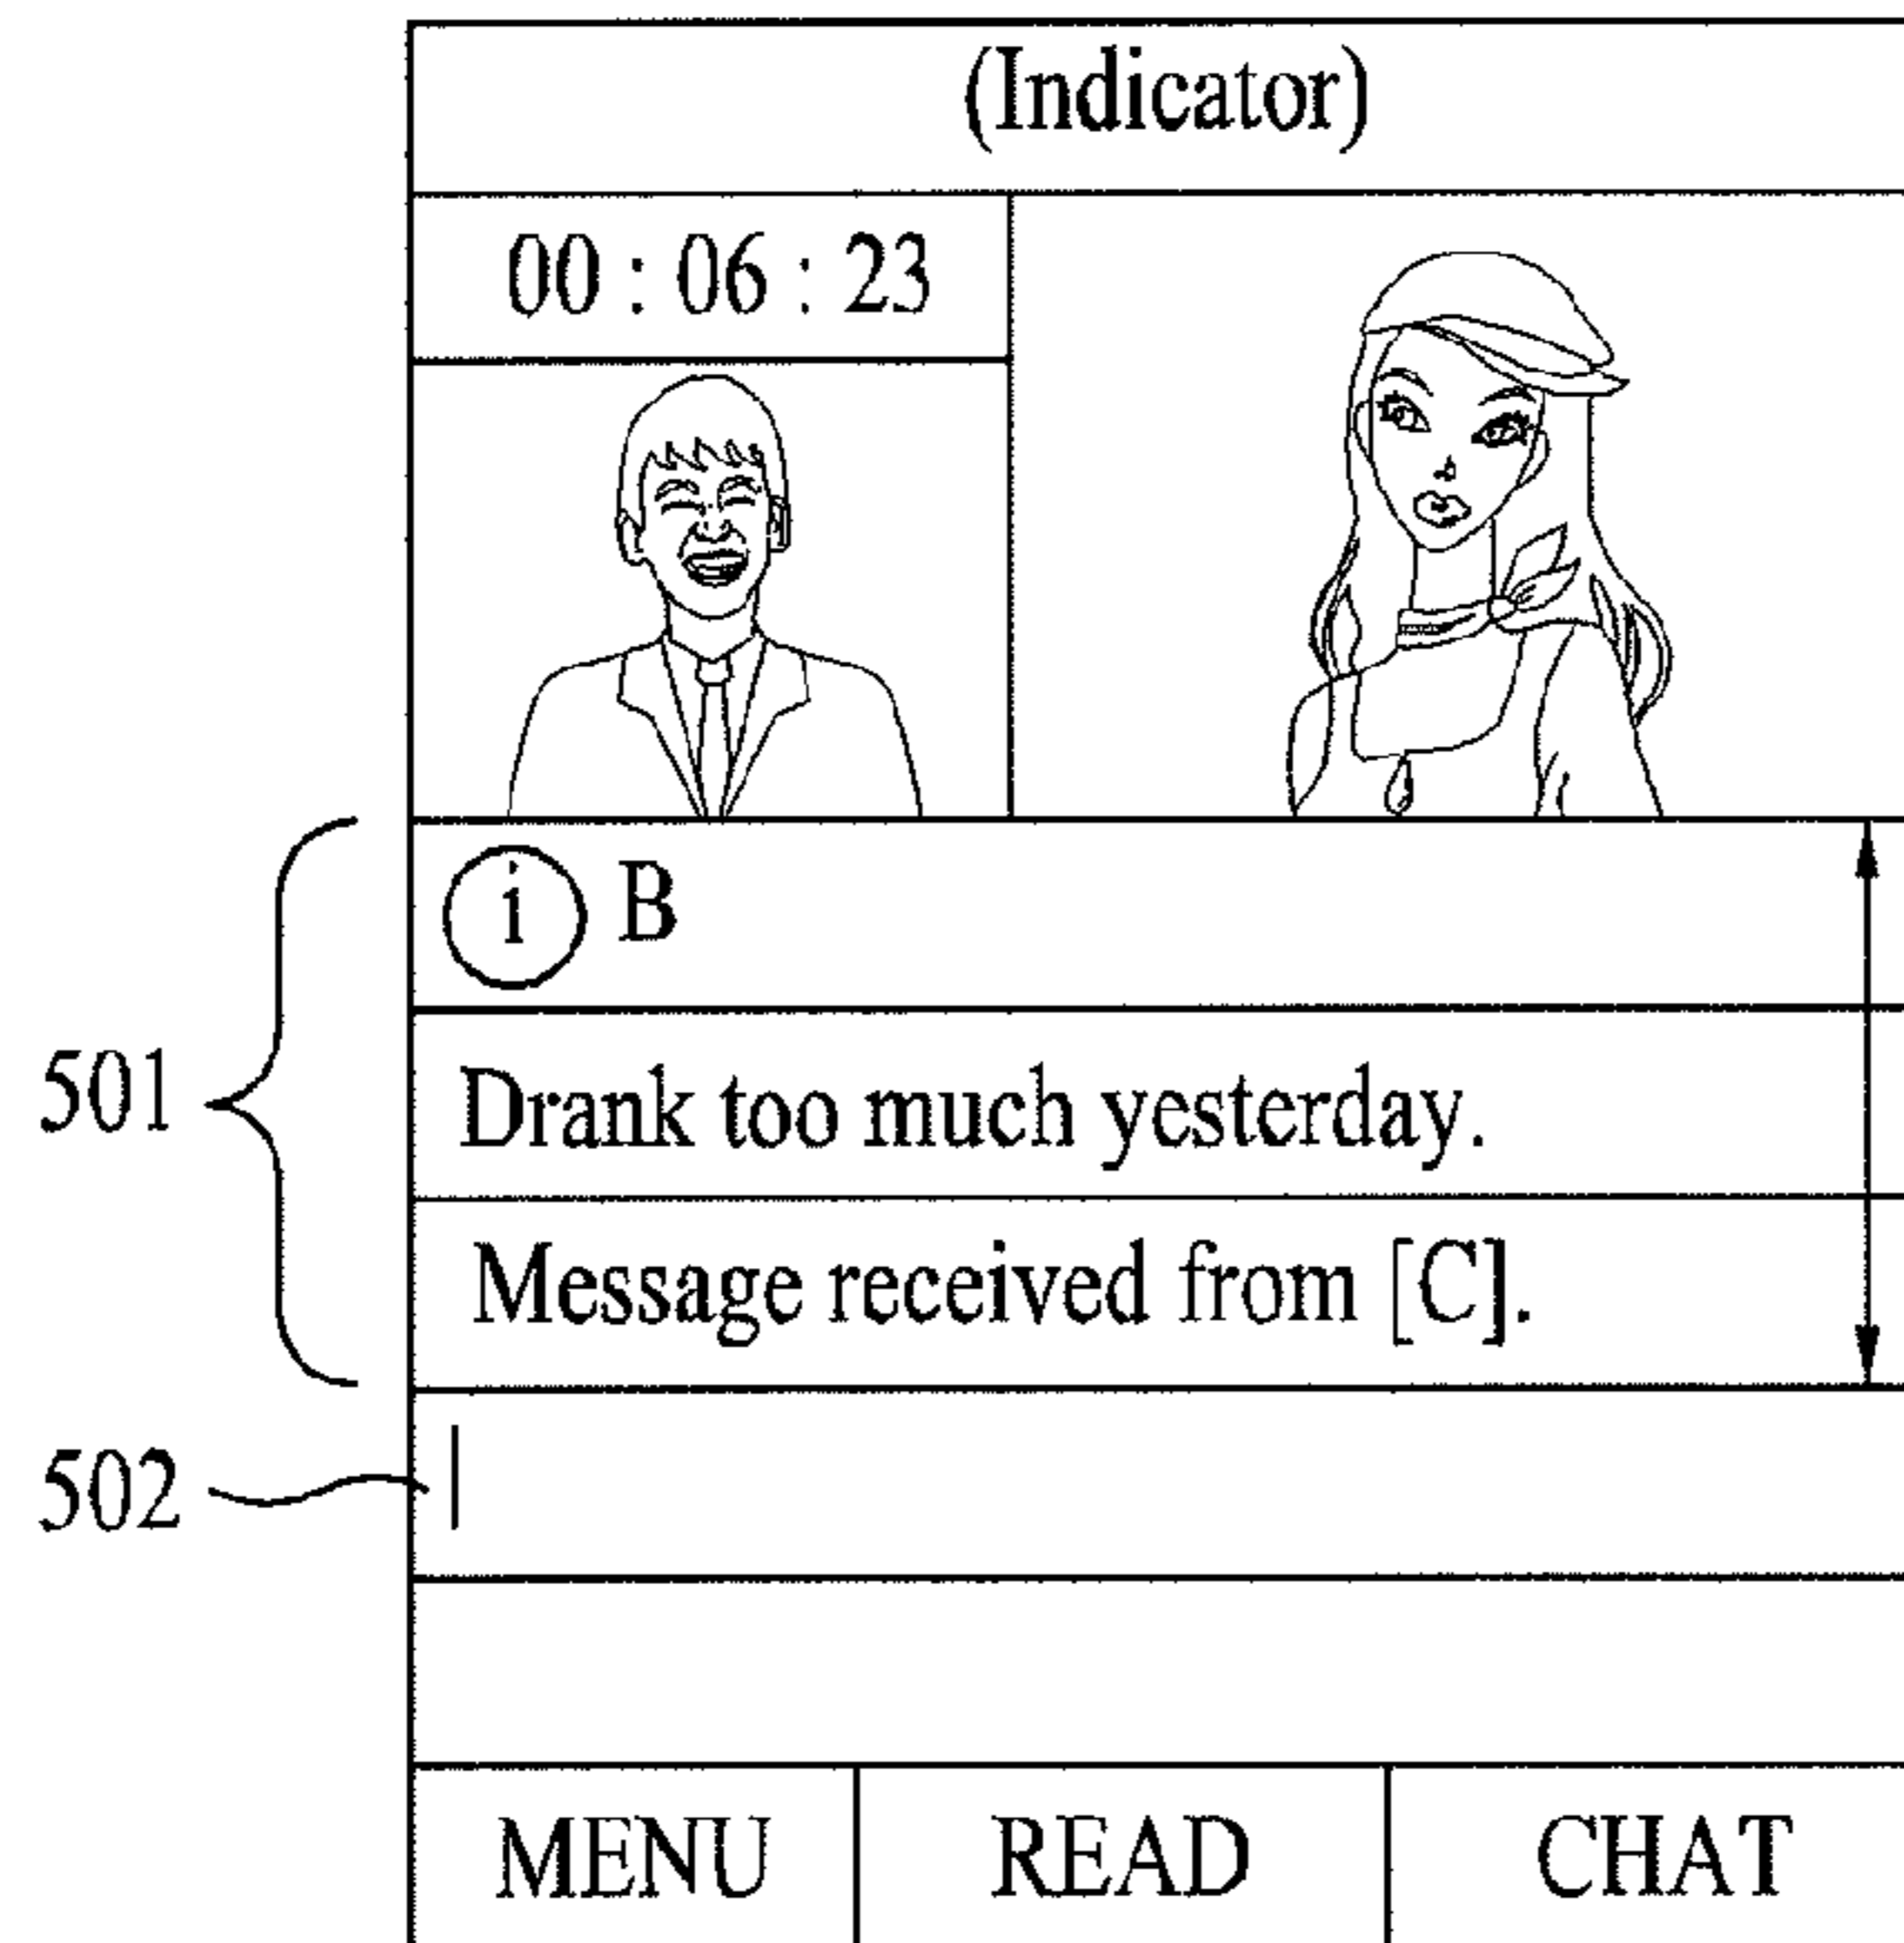 (Indicator)
00 : 06 : 23
i B
501
Drank too much yesterday.
Message received from [C].
502
MENU READ CHAT